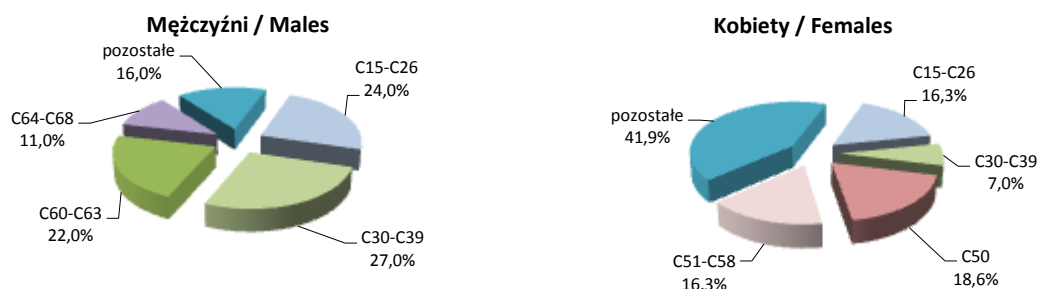 Mężczyźni / Males
pozostałe
16,0%
C15-C26
24,0%
C64-C68
11,0%
C60-C63
22,0%
C30-C39
27,0%
Kobiety / Females
C15-C26
16,3%
pozostałe
41,9%
C30-C39
7,0%
C51-C58
16,3%
C50
18,6%